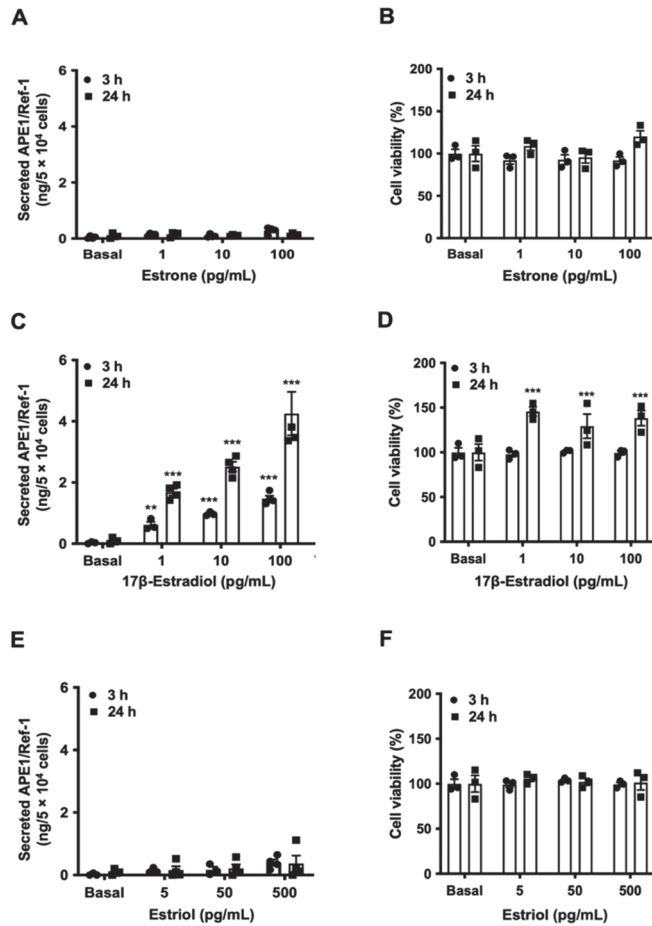 A
Secreted APE1/Ref-1
(ng/5 × 10⁴ cells)
6
4
2
0
3 h
24 h
Basal 1 10 100
Estrone (pg/mL)
B
Cell viability (%)
200
150
100
50
0
3 h
24 h
Basal 1 10 100
Estrone (pg/mL)
C
Secreted APE1/Ref-1
(ng/5 × 10⁴ cells)
6
4
2
0
3 h
24 h
** *** *** *** *** ***
Basal 1 10 100
17β-Estradiol (pg/mL)
D
Cell viability (%)
200
150
100
50
0
3 h
24 h
*** *** ***
Basal 1 10 100
17β-Estradiol (pg/mL)
E
Secreted APE1/Ref-1
(ng/5 × 10⁴ cells)
6
4
2
0
3 h
24 h
Basal 5 50 500
Estriol (pg/mL)
F
Cell viability (%)
200
150
100
50
0
3 h
24 h
Basal 5 50 500
Estriol (pg/mL)